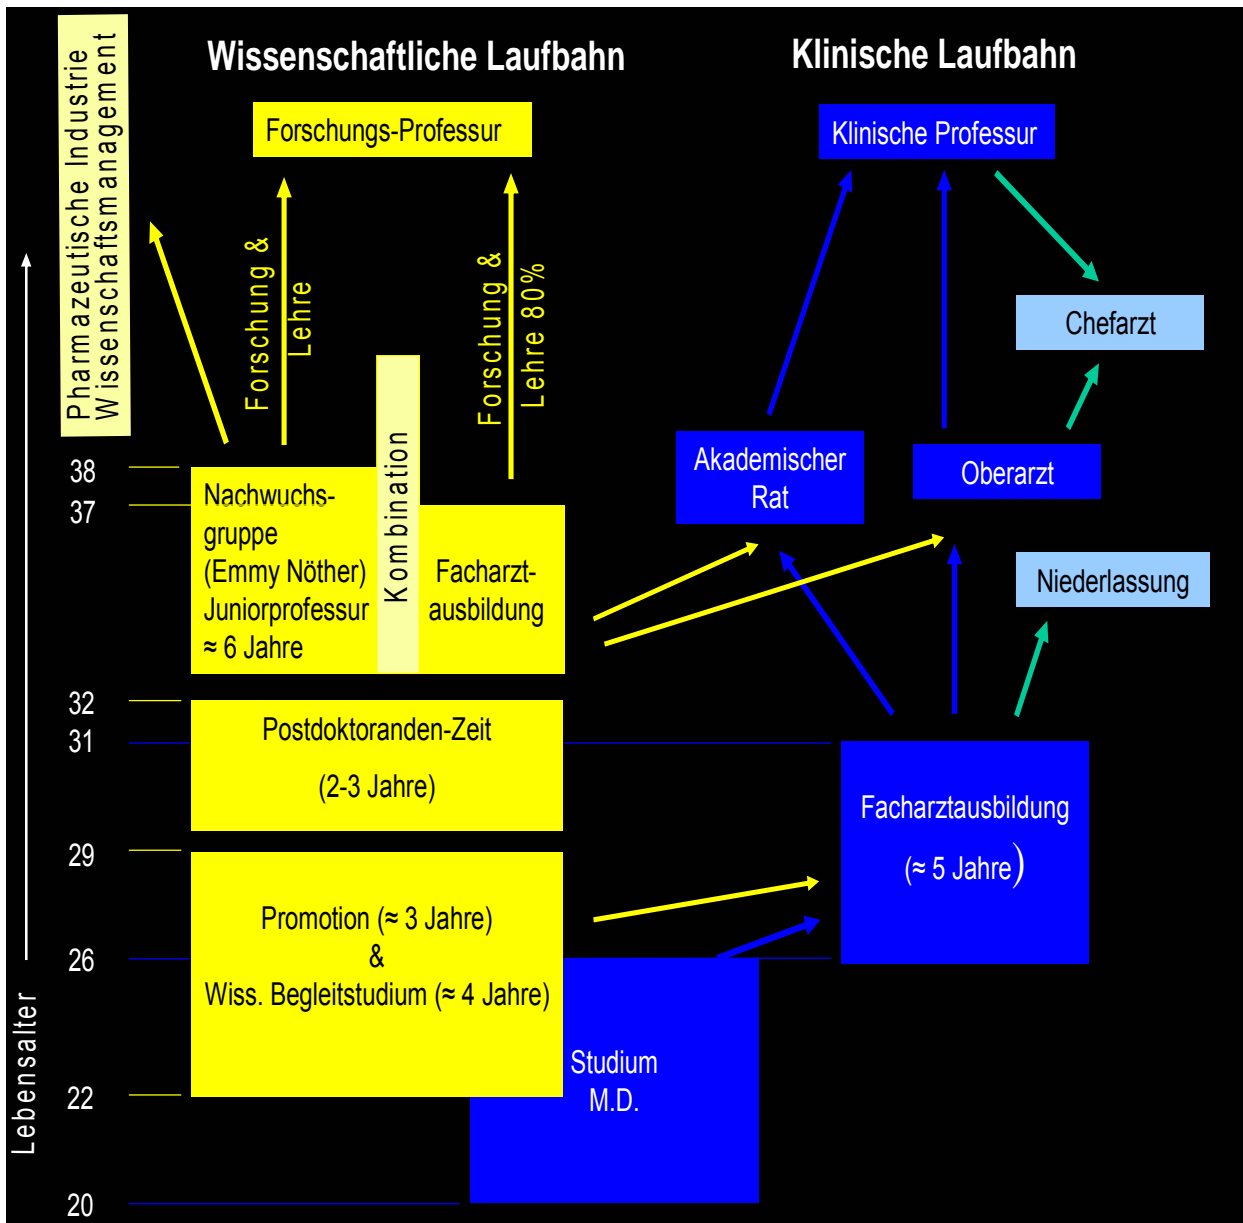 Wissenschaftliche Laufbahn
Klinische Laufbahn
Pharmazeutische Industrie
Wissenschaftsmanagement
Forschungs-Professur
Klinische Professur
Forschung &
Lehre
Forschung &
Lehre 80%
Chefarzt
Kombination
Akademischer
Rat
Oberarzt
38
37
Nachwuchs-
gruppe
(Emmy Nöther)
Juniorprofessur
≈ 6 Jahre
Facharzt-
ausbildung
Niederlassung
32
31
Postdoktoranden-Zeit
(2-3 Jahre)
Facharztausbildung
(≈ 5 Jahre)
29
Promotion (≈ 3 Jahre)
&
Wiss. Begleitstudium (≈ 4 Jahre)
26
Studium
M.D.
22
20
Lebensalter